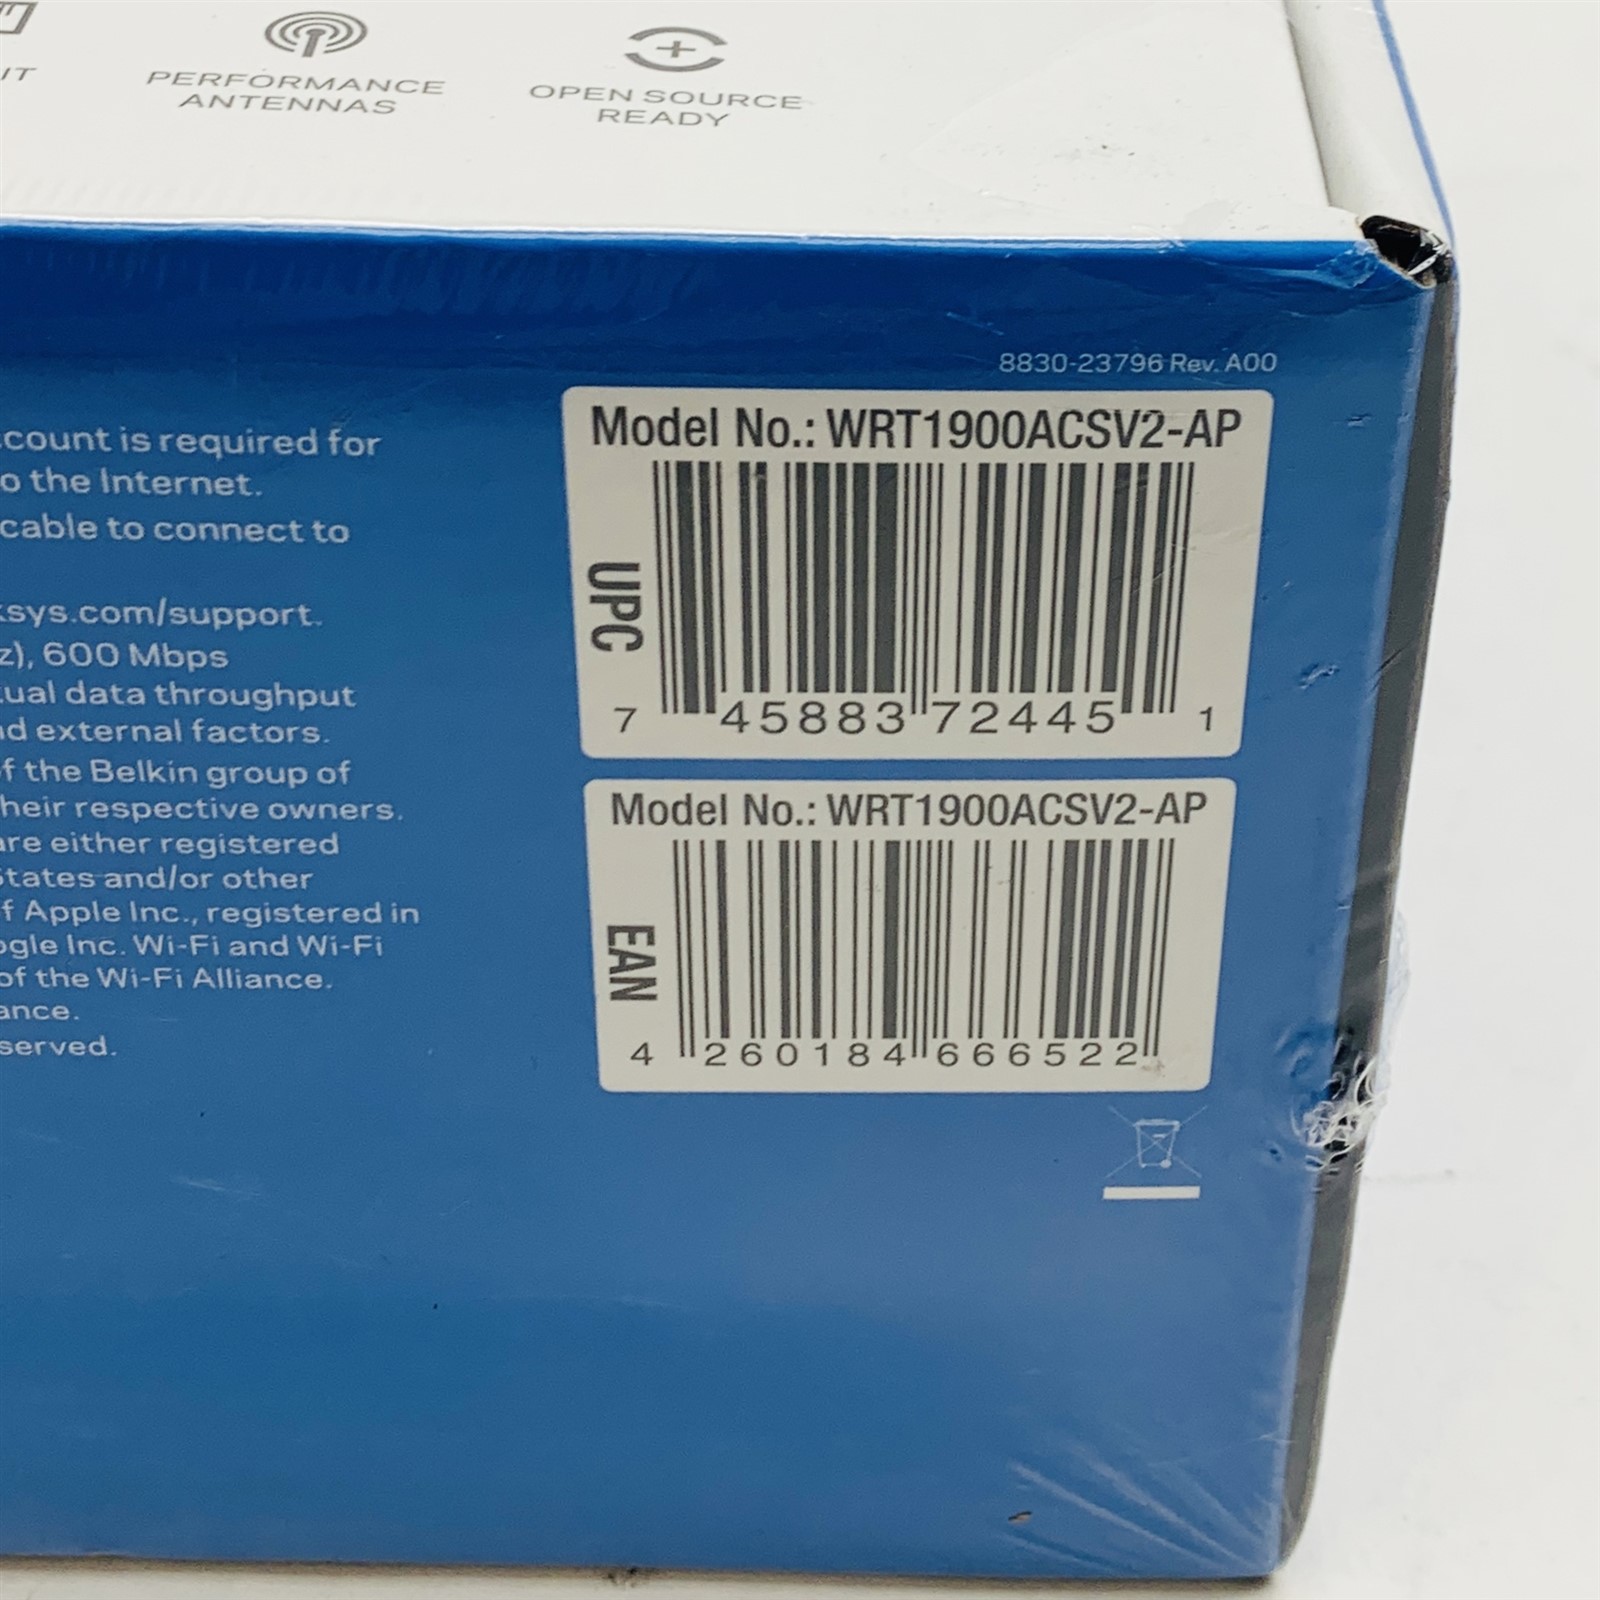 PERFORMANCE
ANTENNAS
OPEN SOURCE
READY
8830-23796 Rev. A00
count is required for
o the Internet.
cable to connect to
sys.com/support.
z), 600 Mbps
ual data throughput
d external factors.
f the Belkin group of
heir respective owners.
are either registered
States and/or other
f Apple Inc., registered in
ogle Inc. Wi-Fi and Wi-Fi
of the Wi-Fi Alliance.
ance.
served.
Model No.: WRT1900ACSV2-AP
UPC
7 45883 72445 1
Model No.: WRT1900ACSV2-AP
EAN
4 260184 666522